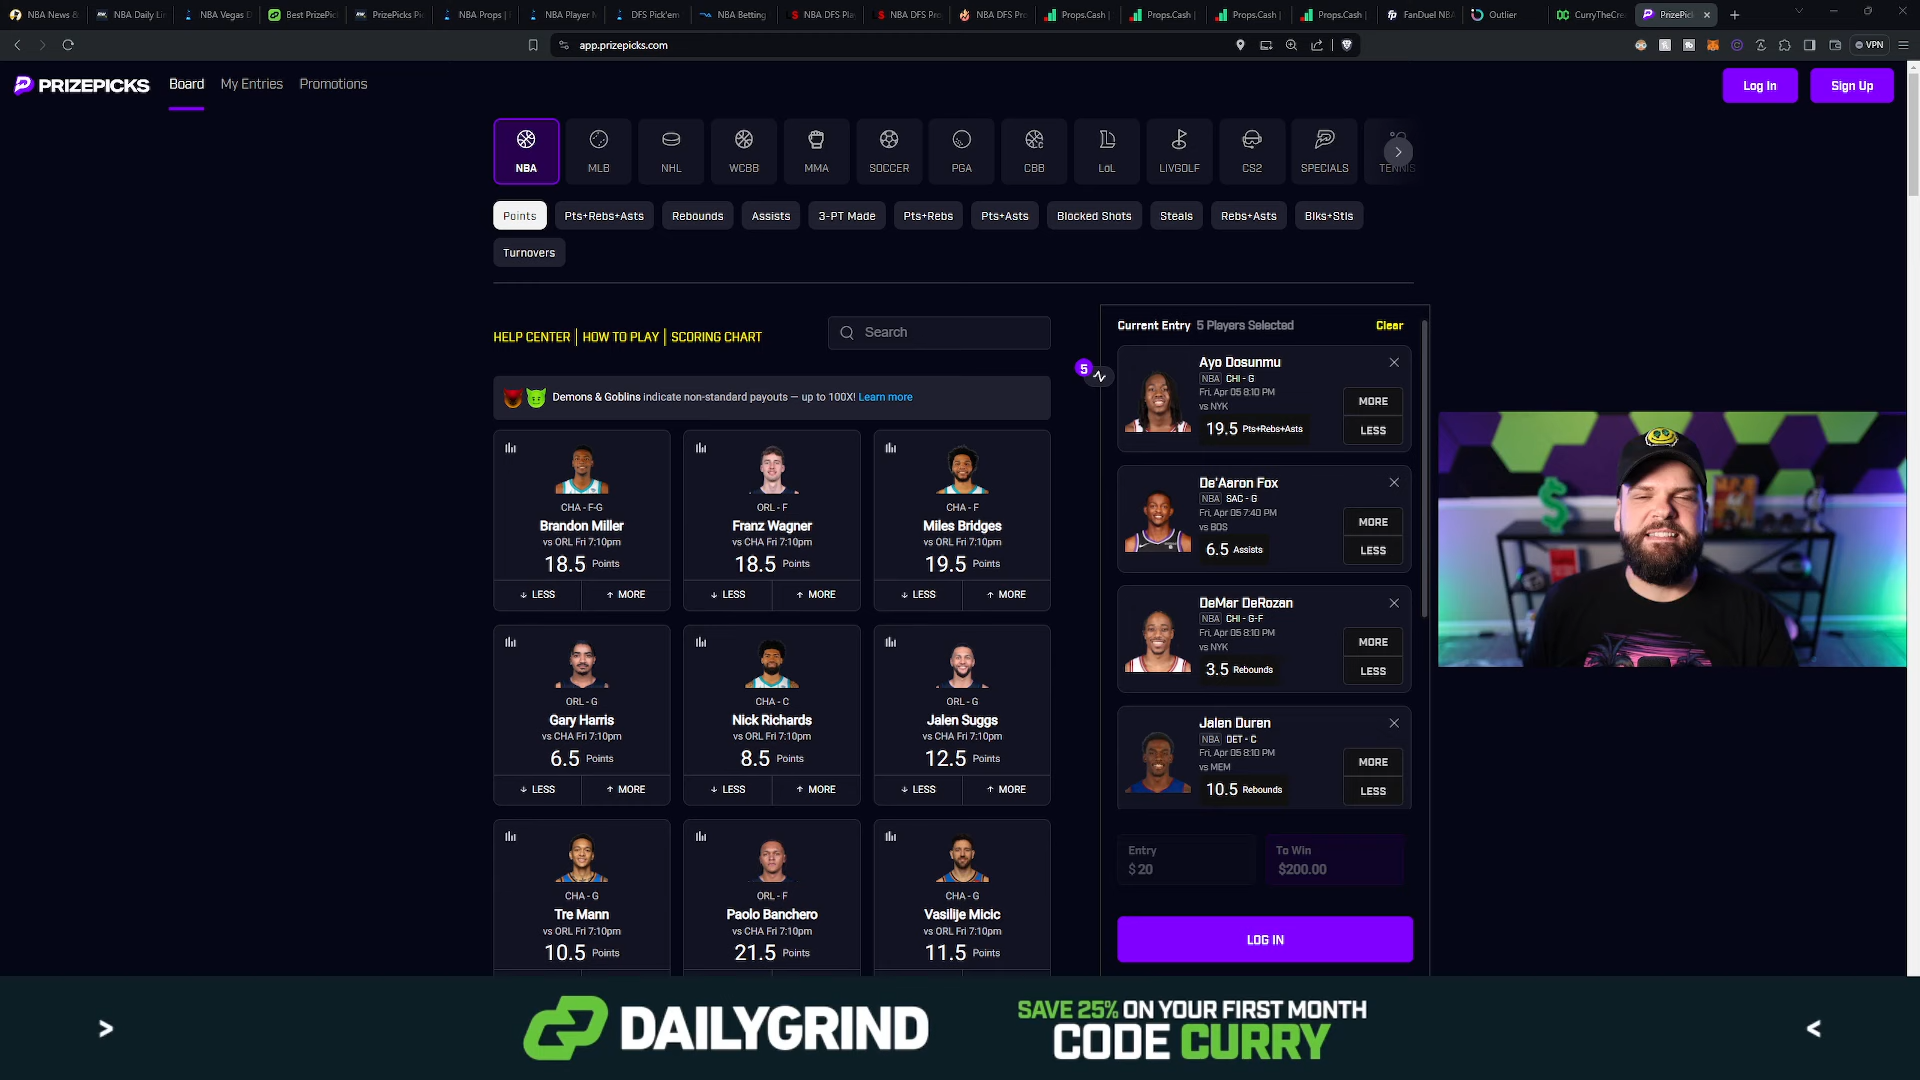 NBA News &
NBA Daily Lin
NBA Vegas D
Best PrizePic
PrizePicks Pi
NBA Props |
NBA Player M
DFS Pick'em
NBA Betting
NBA DFS Pla
NBA DFS Pro
NBA DFS Pro
Props.Cash |
Props.Cash |
Props.Cash |
Props.Cash |
FanDuel NBA
Outlier
CurryTheCre
PrizePic
app.prizepicks.com
VPN
PRIZEPICKS
Board
My Entries
Promotions
Log In
Sign Up
NBA
MLB
NHL
WCBB
MMA
SOCCER
PGA
CBB
LoL
LIVGOLF
CS2
SPECIALS
TENNIS
Points
Pts+Rebs+Asts
Rebounds
Assists
3-PT Made
Pts+Rebs
Pts+Asts
Blocked Shots
Steals
Rebs+Asts
Blks+Stls
Turnovers
HELP CENTER | HOW TO PLAY | SCORING CHART
Search
Demons & Goblins indicate non-standard payouts — up to 100X! Learn more
CHA - F-G
Brandon Miller
vs ORL Fri 7:10pm
18.5 Points
LESS
MORE
ORL - F
Franz Wagner
vs CHA Fri 7:10pm
18.5 Points
LESS
MORE
CHA - F
Miles Bridges
vs ORL Fri 7:10pm
19.5 Points
LESS
MORE
ORL - G
Gary Harris
vs CHA Fri 7:10pm
6.5 Points
LESS
MORE
CHA - C
Nick Richards
vs ORL Fri 7:10pm
8.5 Points
LESS
MORE
ORL - G
Jalen Suggs
vs CHA Fri 7:10pm
12.5 Points
LESS
MORE
CHA - G
Tre Mann
vs ORL Fri 7:10pm
10.5 Points
ORL - F
Paolo Banchero
vs CHA Fri 7:10pm
21.5 Points
CHA - G
Vasilije Micic
vs ORL Fri 7:10pm
11.5 Points
Current Entry 5 Players Selected
Clear
5
Ayo Dosunmu
NBA CHI - G
Fri, Apr 05 8:10 PM
vs NYK
19.5 Pts+Rebs+Asts
MORE
LESS
De'Aaron Fox
NBA SAC - G
Fri, Apr 05 7:40 PM
vs BOS
6.5 Assists
MORE
LESS
DeMar DeRozan
NBA CHI - G-F
Fri, Apr 05 8:10 PM
vs NYK
3.5 Rebounds
MORE
LESS
Jalen Duren
NBA DET - C
Fri, Apr 05 8:10 PM
vs MEM
10.5 Rebounds
MORE
LESS
Entry
$ 20
To Win
$200.00
LOG IN
DAILYGRIND
SAVE 25% ON YOUR FIRST MONTH
CODE CURRY